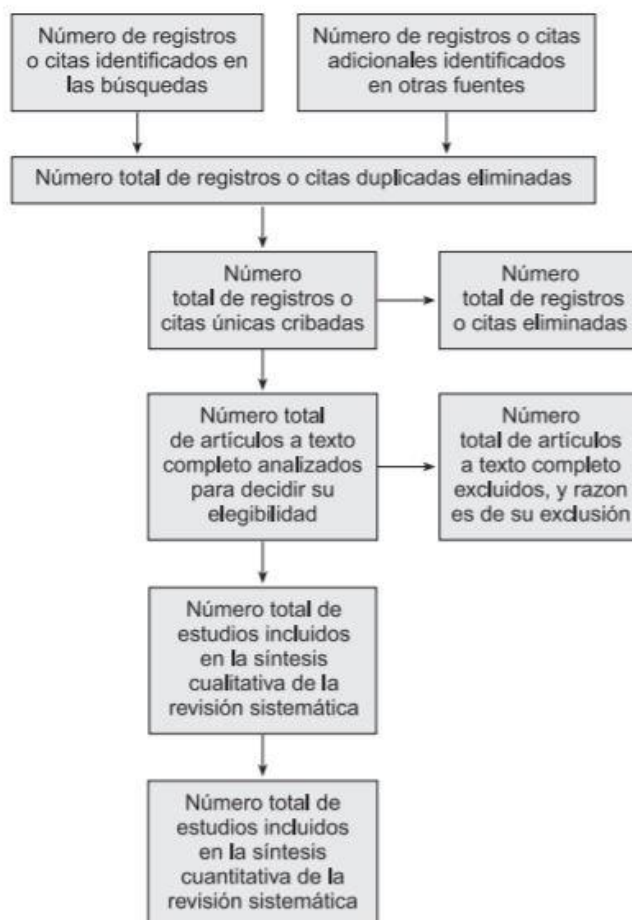 Número de registros
o citas identificados en
las búsquedas
Número de registros o citas
adicionales identificados
en otras fuentes
Número total de registros o citas duplicadas eliminadas
Número
total de registros o
citas únicas cribadas
Número
total de registros
o citas eliminadas
Número total
de artículos a texto
completo analizados
para decidir su
elegibilidad
Número
total de artículos
a texto completo
excluidos, y razon
es de su exclusión
Número total de
estudios incluidos
en la síntesis
cualitativa de la
revisión sistemática
Número total de
estudios incluidos
en la síntesis
cuantitativa de la
revisión sistemática